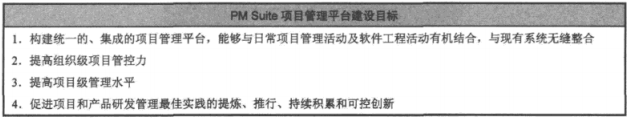 PM Suite 项目管理平台建设目标
1. 构建统一的、集成的项目管理平台，能够与日常项目管理活动及软件工程活动有机结合，与现有系统无缝整合
2. 提高组织级项目管控力
3. 提高项目级管理水平
4. 促进项目和产品研发管理最佳实践的提炼、推行、持续积累和可控创新